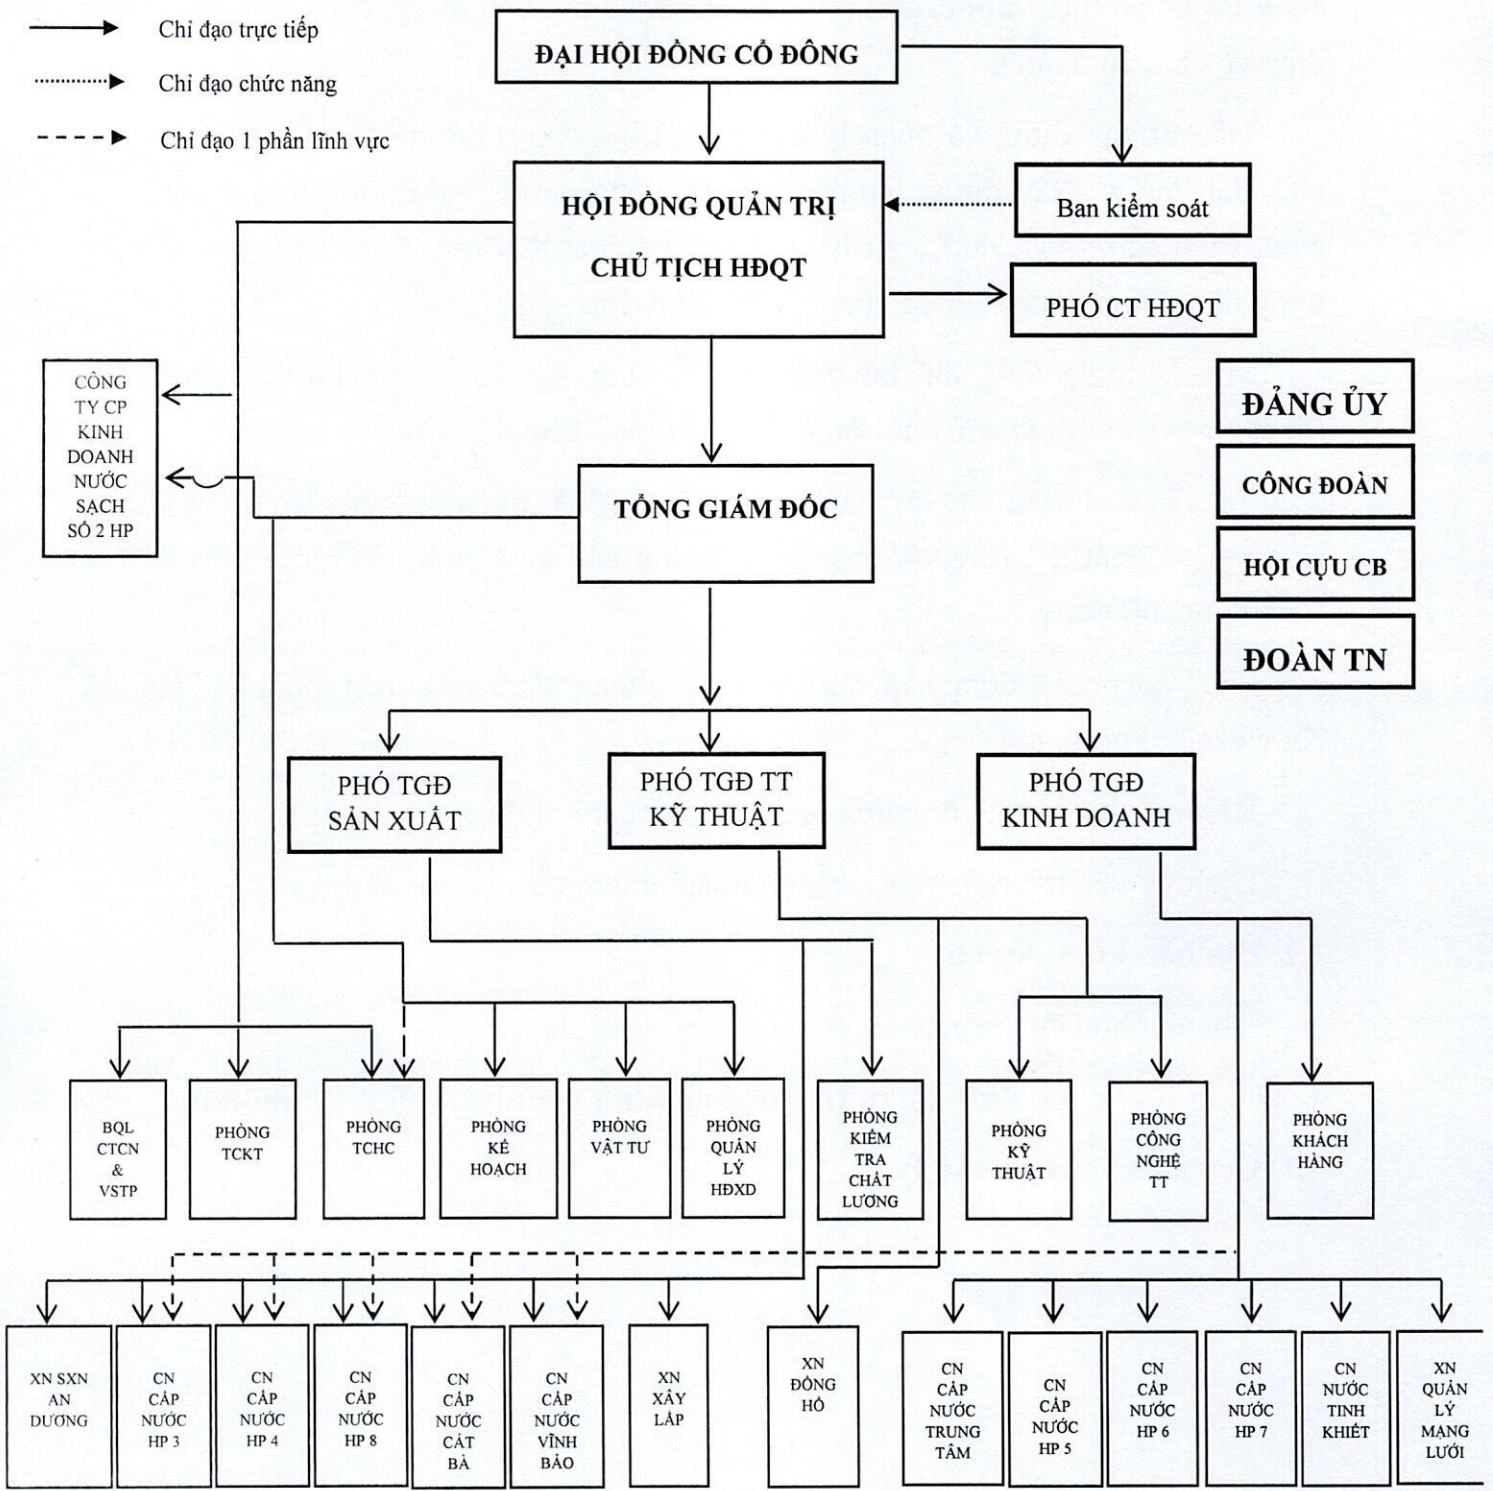 Chỉ đạo trực tiếp
Chỉ đạo chức năng
Chỉ đạo 1 phần lĩnh vực
ĐẠI HỘI ĐỒNG CỔ ĐÔNG
HỘI ĐỒNG QUẢN TRỊ
CHỦ TỊCH HĐQT
Ban kiểm soát
PHÓ CT HĐQT
CÔNG
TY CP
KINH
DOANH
NƯỚC
SẠCH
SỐ 2 HP
TỔNG GIÁM ĐỐC
ĐẢNG ỦY
CÔNG ĐOÀN
HỘI CỰU CB
ĐOÀN TN
PHÓ TGĐ
SẢN XUẤT
PHÓ TGĐ TT
KỸ THUẬT
PHÓ TGĐ
KINH DOANH
BQL
CTCN
&
VSTP
PHÒNG
TCKT
PHÒNG
TCHC
PHÒNG
KẾ
HOẠCH
PHÒNG
VẬT TƯ
PHÒNG
QUẢN
LÝ
HĐXD
PHÒNG
KIỂM
TRA
CHẤT
LƯỢNG
PHÒNG
KỸ
THUẬT
PHÒNG
CÔNG
NGHỆ
TT
PHÒNG
KHÁCH
HÀNG
XN SXN
AN
DƯƠNG
CN
CẤP
NƯỚC
HP 3
CN
CẤP
NƯỚC
HP 4
CN
CẤP
NƯỚC
HP 8
CN
CẤP
NƯỚC
CÁT
BÀ
CN
CẤP
NƯỚC
VĨNH
BẢO
XN
XÂY
LẮP
XN
ĐỒNG
HỒ
CN
CẤP
NƯỚC
TRUNG
TÂM
CN
CẤP
NƯỚC
HP 5
CN
CẤP
NƯỚC
HP 6
CN
CẤP
NƯỚC
HP 7
CN
NƯỚC
TINH
KHIẾT
XN
QUẢN
LÝ
MẠNG
LƯỚI